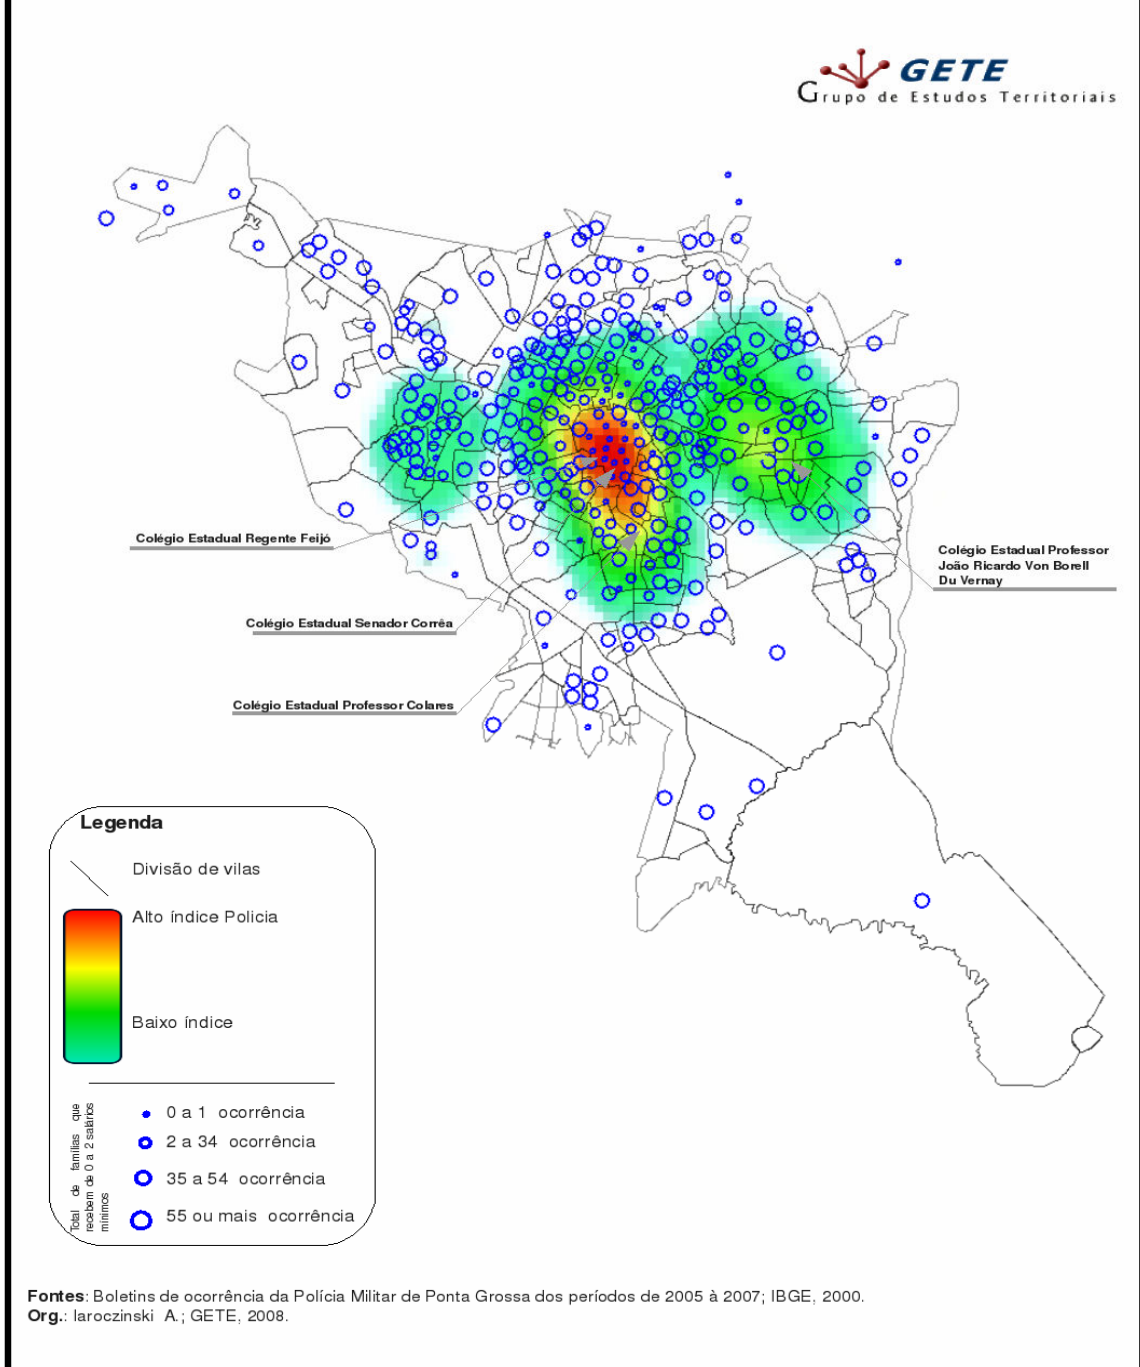 GETE
Grupo de Estudos Territoriais
Colégio Estadual Regente Feijó
Colégio Estadual Professor
João Ricardo Von Borell
Du Vernay
Colégio Estadual Senador Corrêa
Colégio Estadual Professor Colares
Legenda
Divisão de vilas
Alto índice Policia
Baixo índice
Total de famílias que
recebem de 0 a 2 salários
mínimos
0 a 1 ocorrência
2 a 34 ocorrência
35 a 54 ocorrência
55 ou mais ocorrência
Fontes: Boletins de ocorrência da Polícia Militar de Ponta Grossa dos períodos de 2005 à 2007; IBGE, 2000.
Org.: Iaroczinski A.; GETE, 2008.